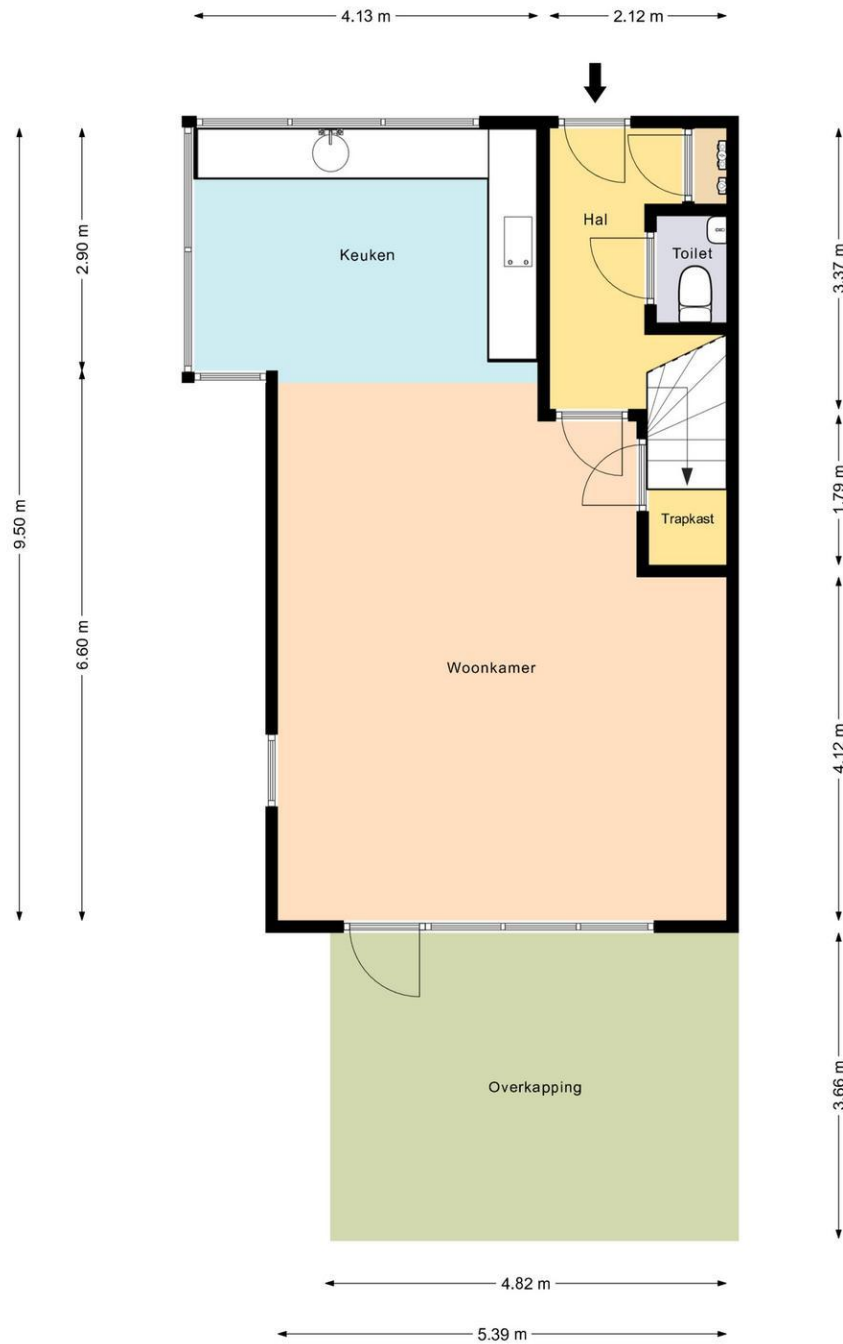 4.13 m
2.12 m
Hal
Keuken
Toilet
2.90 m
3.37 m
9.50 m
1.79 m
Trapkast
6.60 m
Woonkamer
4.12 m
Overkapping
3.66 m
4.82 m
5.39 m